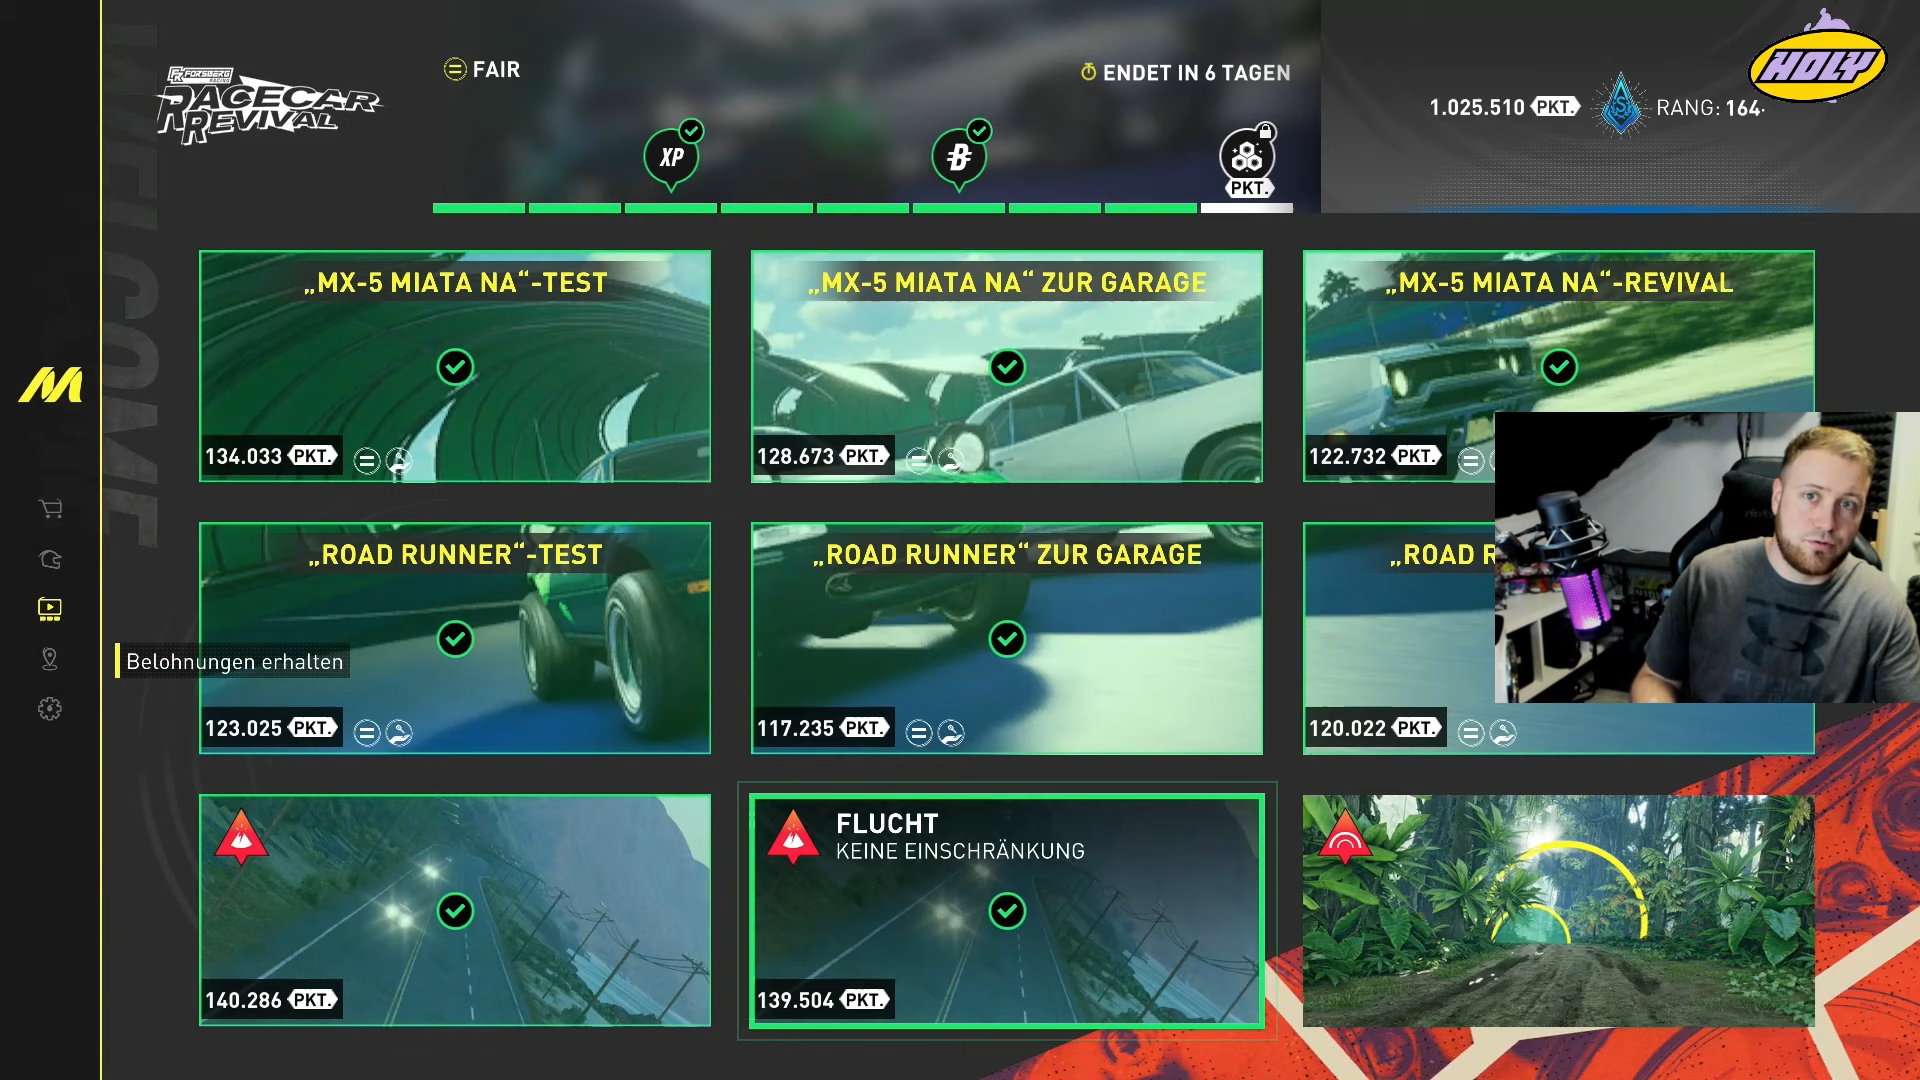 FORSBERG
RACING
RACECAR
REVIVAL
FAIR
ENDET IN 6 TAGEN
HOLY
1.025.510 PKT.
RANG: 164
XP
PKT.
WELCOME
„MX-5 MIATA NA“-TEST
„MX-5 MIATA NA“ ZUR GARAGE
„MX-5 MIATA NA“-REVIVAL
134.033 PKT.
128.673 PKT.
122.732 PKT.
„ROAD RUNNER“-TEST
„ROAD RUNNER“ ZUR GARAGE
„ROAD R
Belohnungen erhalten
123.025 PKT.
117.235 PKT.
120.022 PKT.
FLUCHT
KEINE EINSCHRÄNKUNG
140.286 PKT.
139.504 PKT.